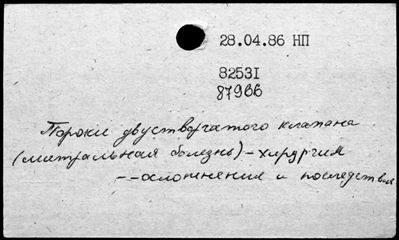 28.04.86 НП
82531
87966
Пороки двустворчатого клапана
(митральная болезнь) - хирургия
-- осложнения и последствия